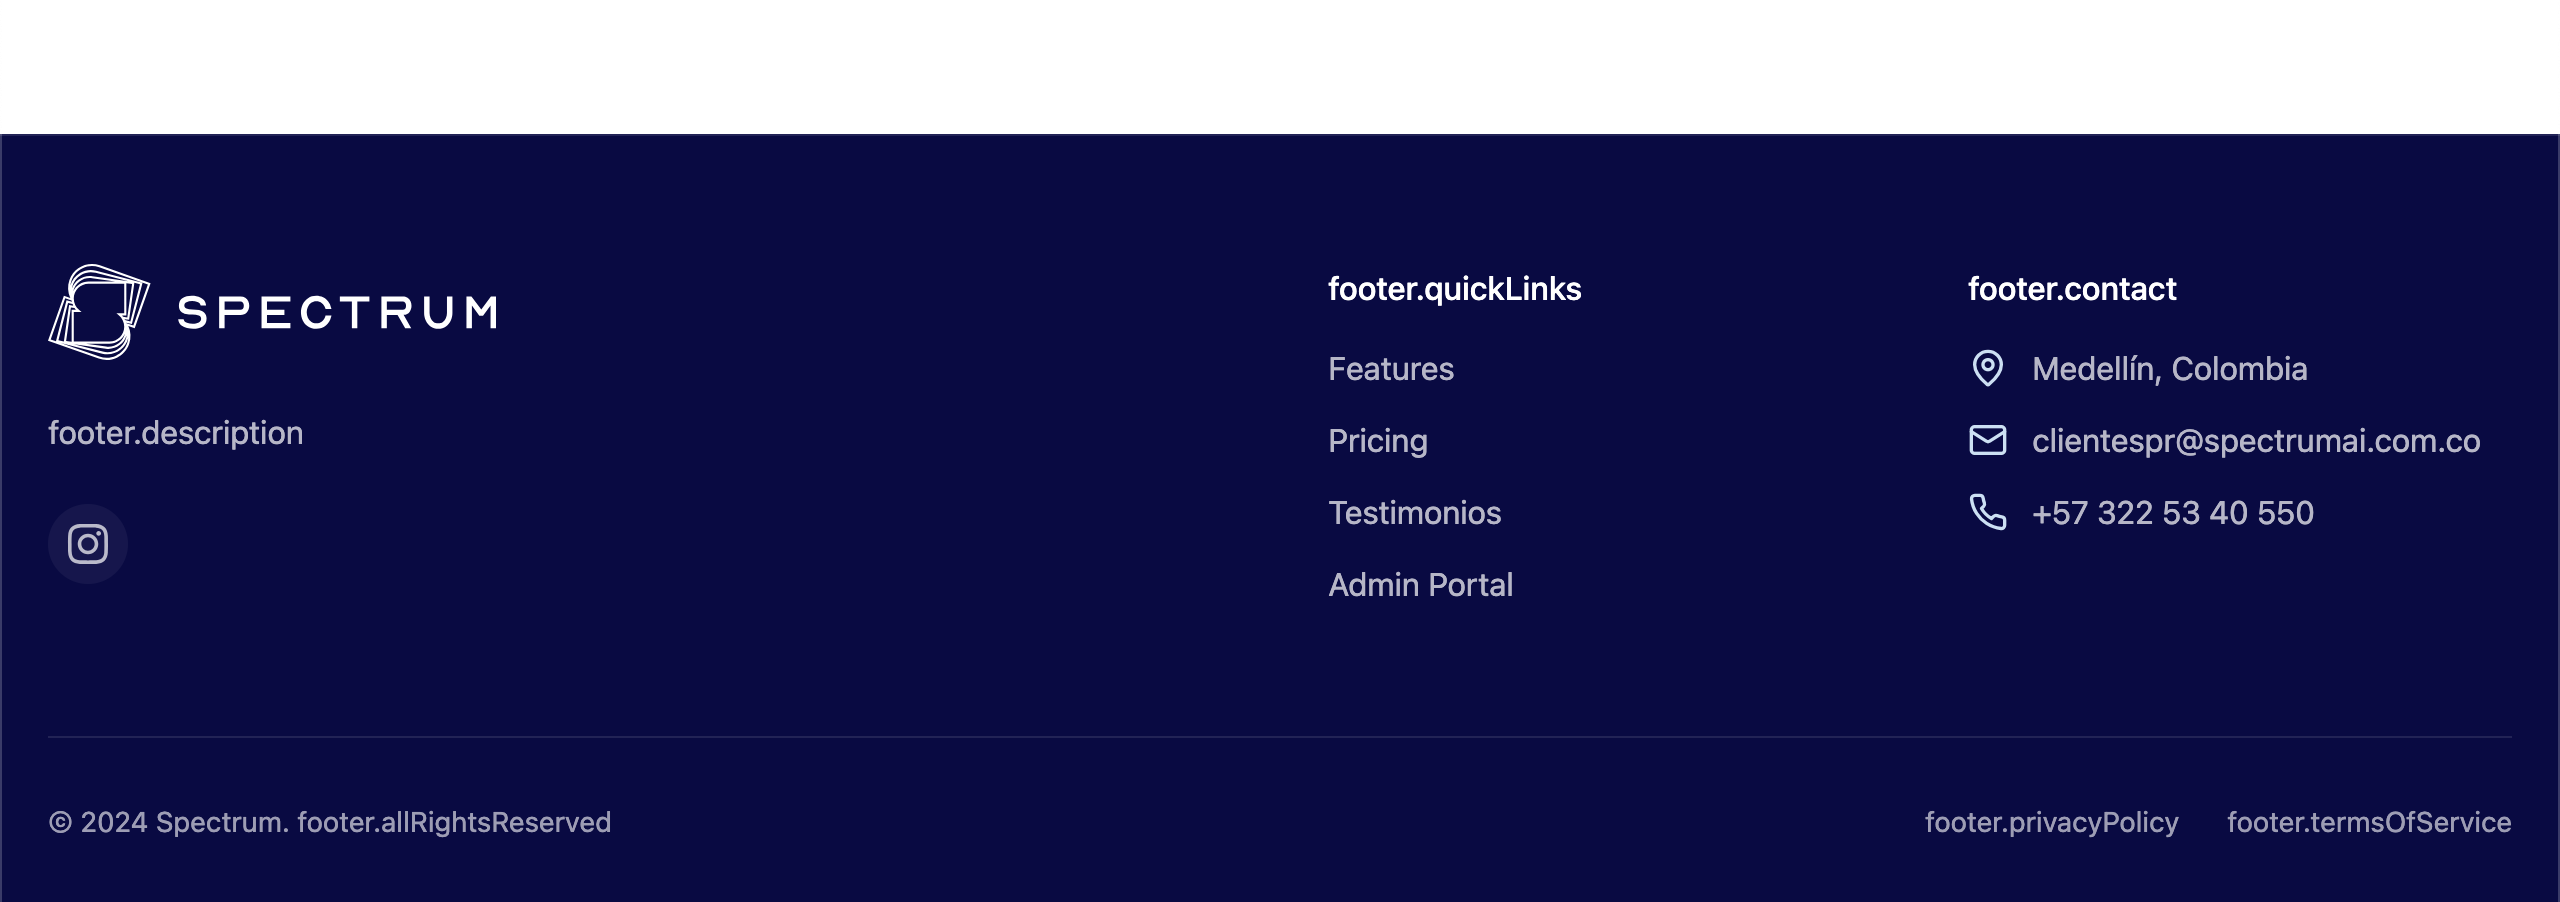 SPECTRUM
footer.description
footer.quickLinks
Features
Pricing
Testimonios
Admin Portal
footer.contact
Medellín, Colombia
clientespr@spectrumai.com.co
+57 322 53 40 550
© 2024 Spectrum. footer.allRightsReserved
footer.privacyPolicy
footer.termsOfService